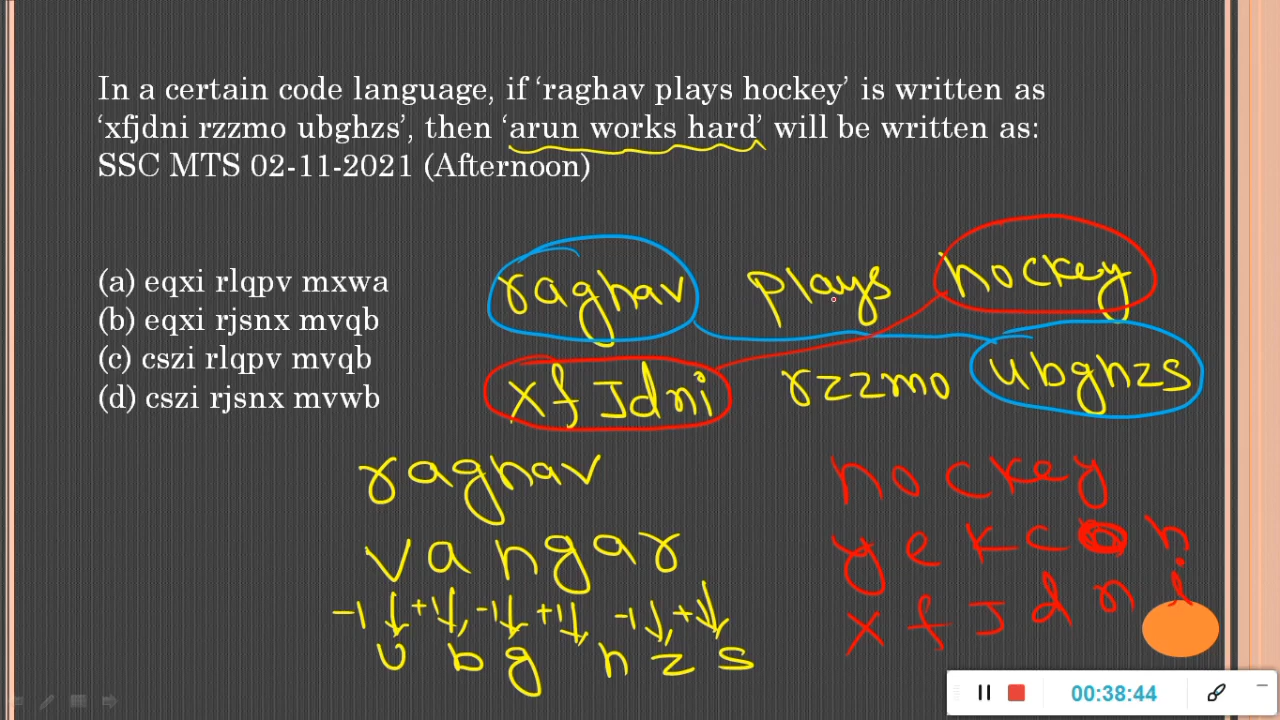 In a certain code language, if ‘raghav plays hockey’ is written as
‘xfjdni rzzmo ubghzs’, then ‘arun works hard’ will be written as:
SSC MTS 02-11-2021 (Afternoon)
(a) eqxi rlqpv mxwa
(b) eqxi rjsnx mvqb
(c) cszi rlqpv mvqb
(d) cszi rjsnx mvwb
raghav plays hockey
xfJdni rzzmo ubghzs
raghav
vahgar
-1 +1, -1 +1, -1, +
u b g h z s
hockey
yekcoh
xfJdni
00:38:44